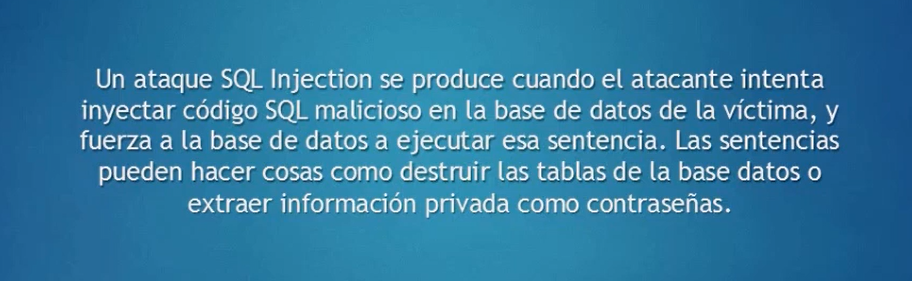 Un ataque SQL Injection se produce cuando el atacante intenta
inyectar código SQL malicioso en la base de datos de la víctima, y
fuerza a la base de datos a ejecutar esa sentencia. Las sentencias
pueden hacer cosas como destruir las tablas de la base datos o
extraer información privada como contraseñas.